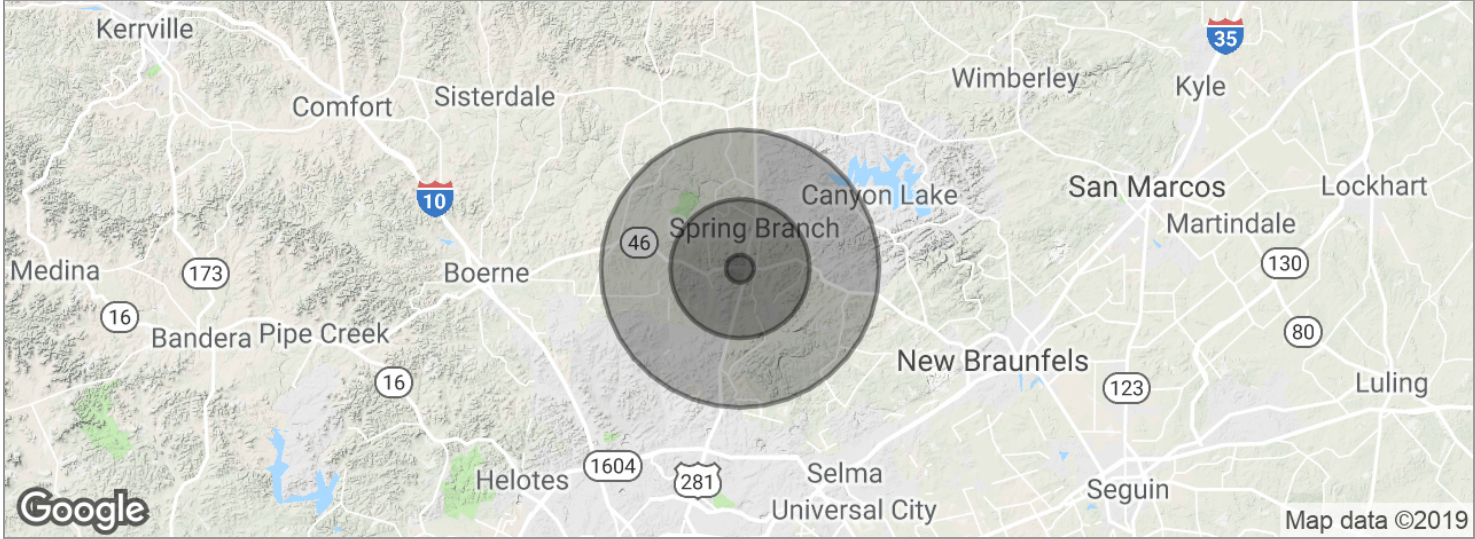 Kerrville
35
Wimberley
Kyle
Sisterdale
Comfort
10
Canyon Lake
San Marcos
Lockhart
Spring Branch
Martindale
46
130
Medina
173
Boerne
16
80
Bandera
Pipe Creek
New Braunfels
16
123
Luling
1604
Selma
Helotes
281
Seguin
Universal City
Google
Map data ©2019